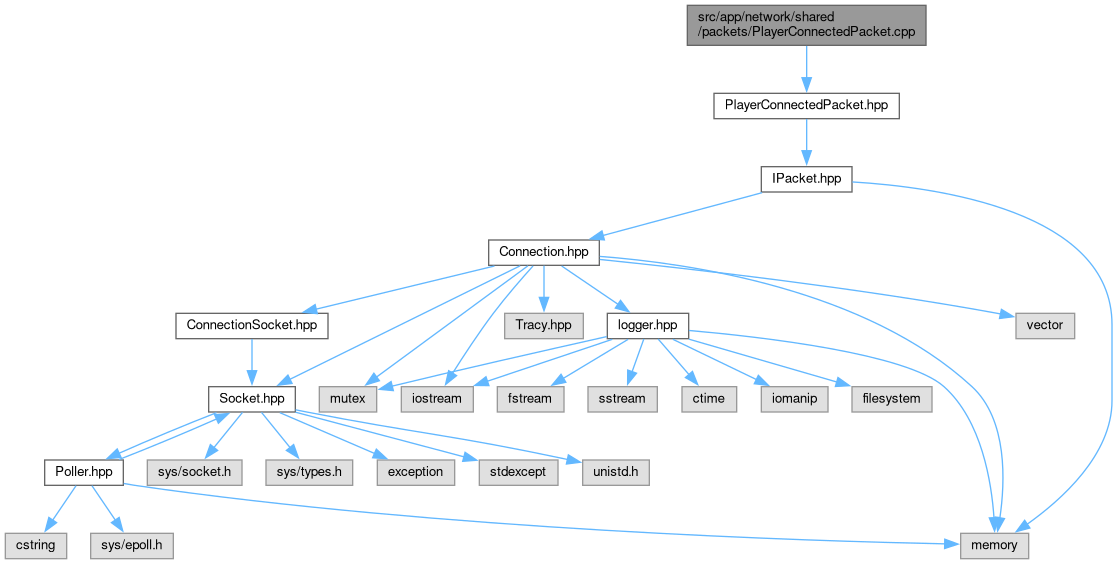 src/app/network/shared
/packets/PlayerConnectedPacket.cpp
PlayerConnectedPacket.hpp
IPacket.hpp
Connection.hpp
ConnectionSocket.hpp
Tracy.hpp
logger.hpp
vector
Socket.hpp
mutex
iostream
fstream
sstream
ctime
iomanip
filesystem
Poller.hpp
sys/socket.h
sys/types.h
exception
stdexcept
unistd.h
cstring
sys/epoll.h
memory